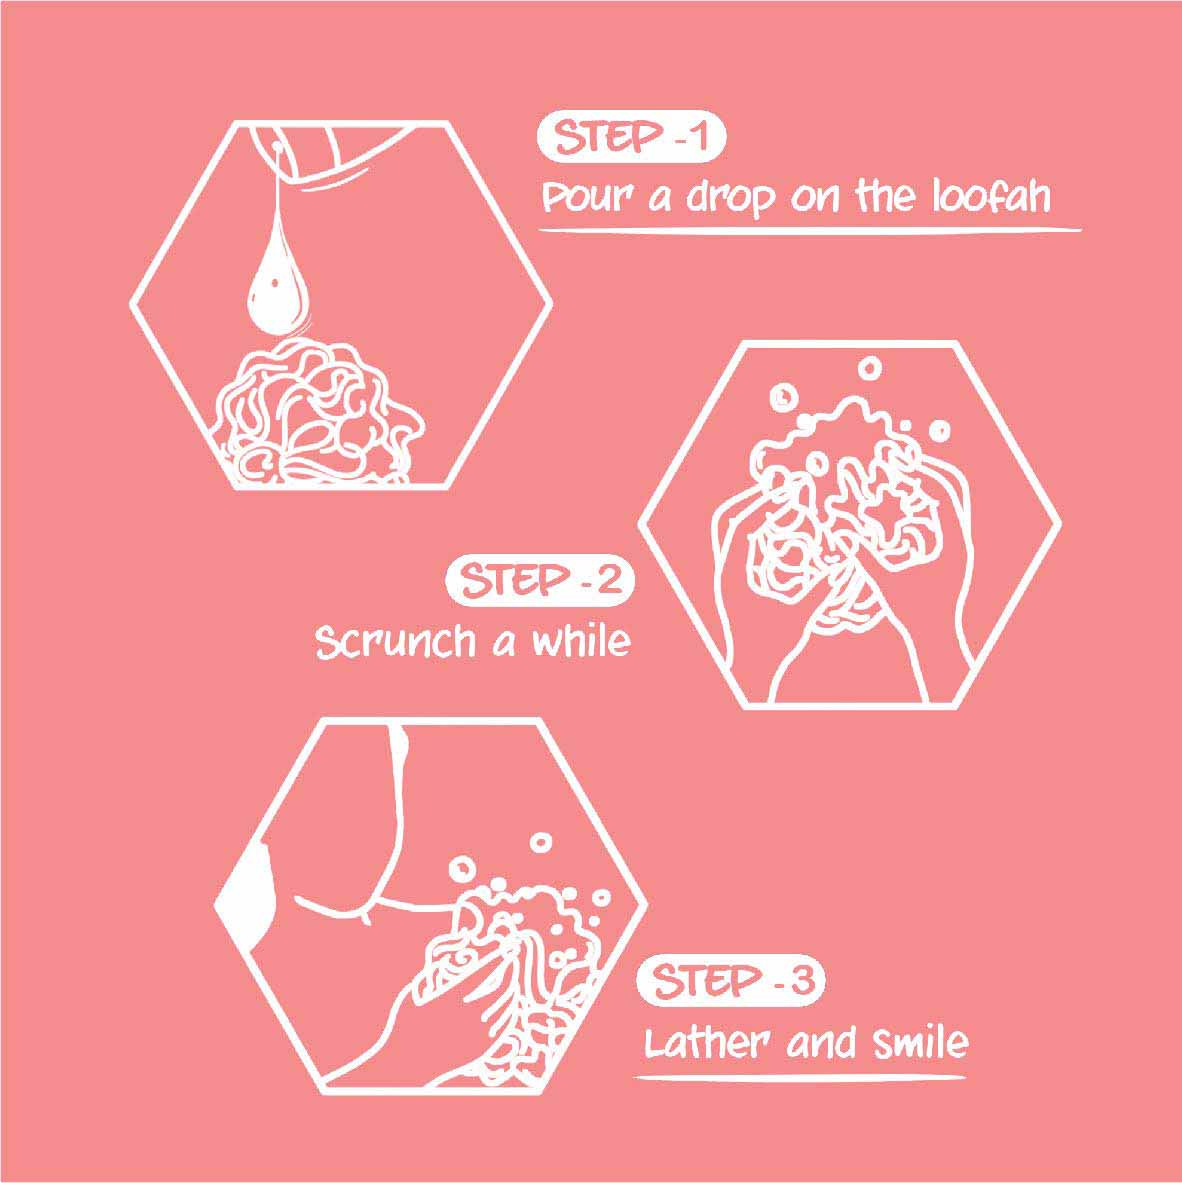 STEP -1
Pour a drop on the loofah
STEP -2
Scrunch a while
STEP -3
Lather and smile